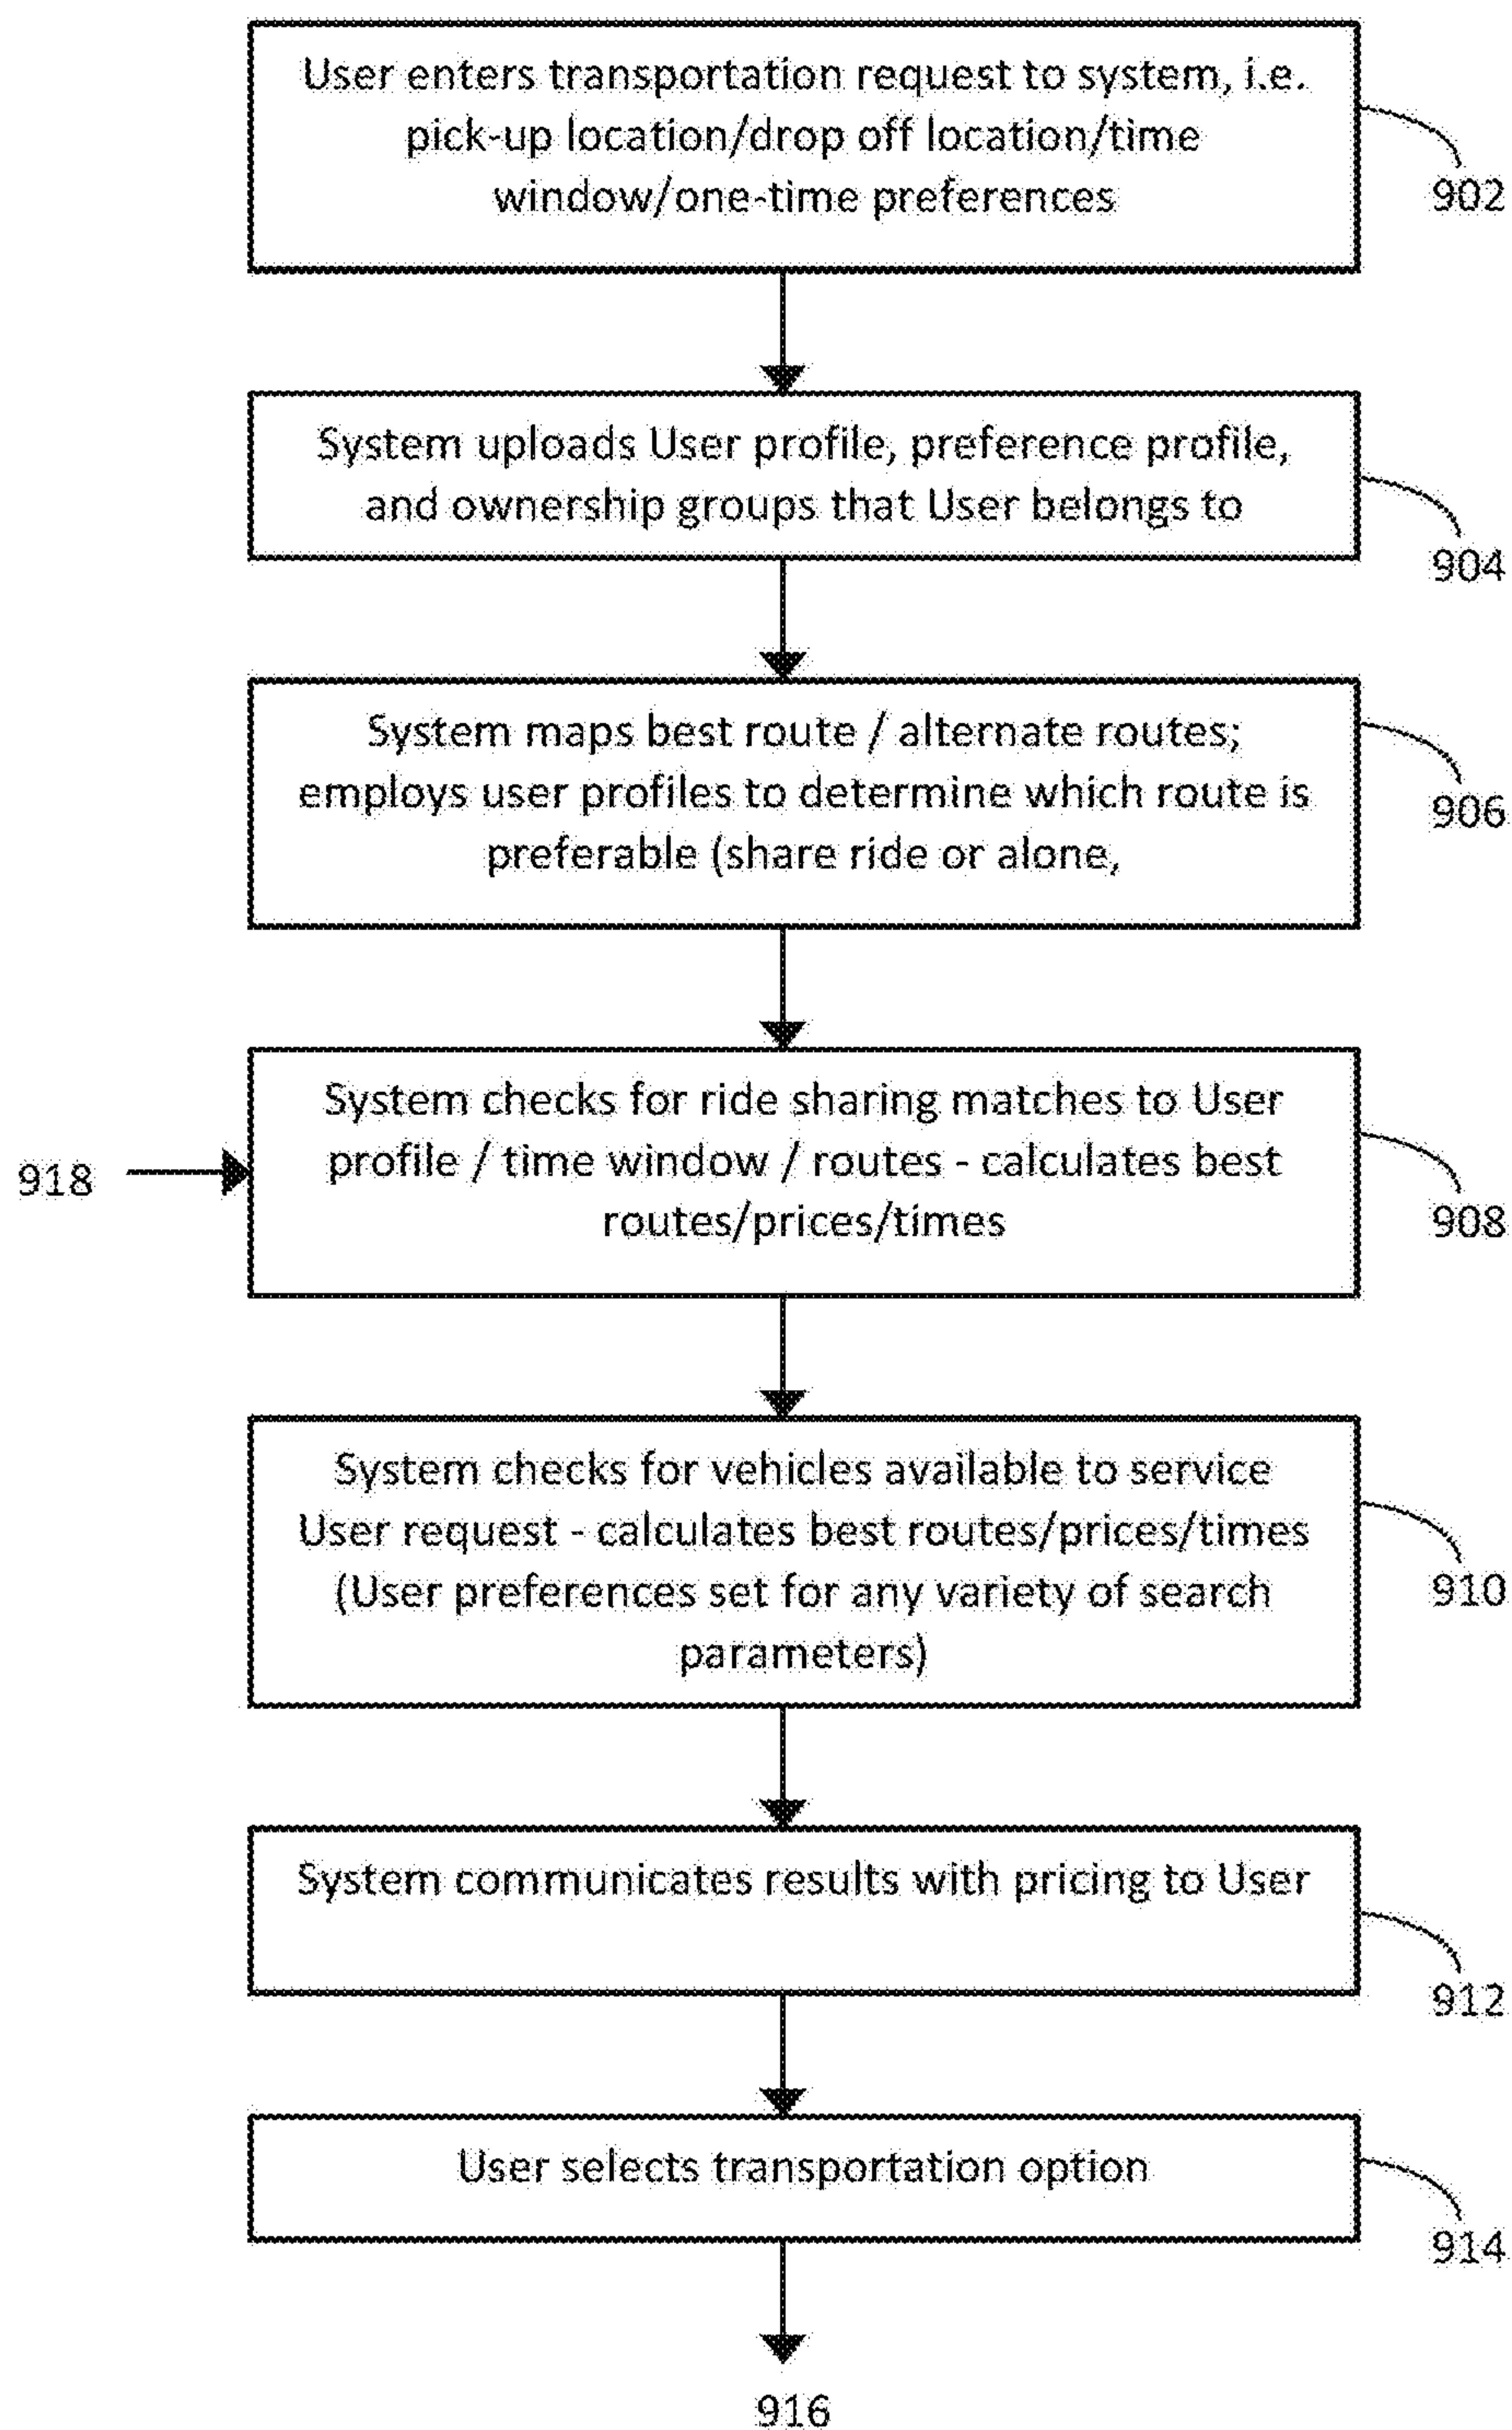 User enters transportation request to system, i.e.
pick-up location/drop off location/time
window/one-time preferences
902
System uploads User profile, preference profile,
and ownership groups that User belongs to
904
System maps best route / alternate routes;
employs user profiles to determine which route is
preferable (share ride or alone,
906
System checks for ride sharing matches to User
profile / time window / routes - calculates best
routes/prices/times
918
908
System checks for vehicles available to service
User request - calculates best routes/prices/times
(User preferences set for any variety of search
parameters)
910
System communicates results with pricing to User
912
User selects transportation option
914
916